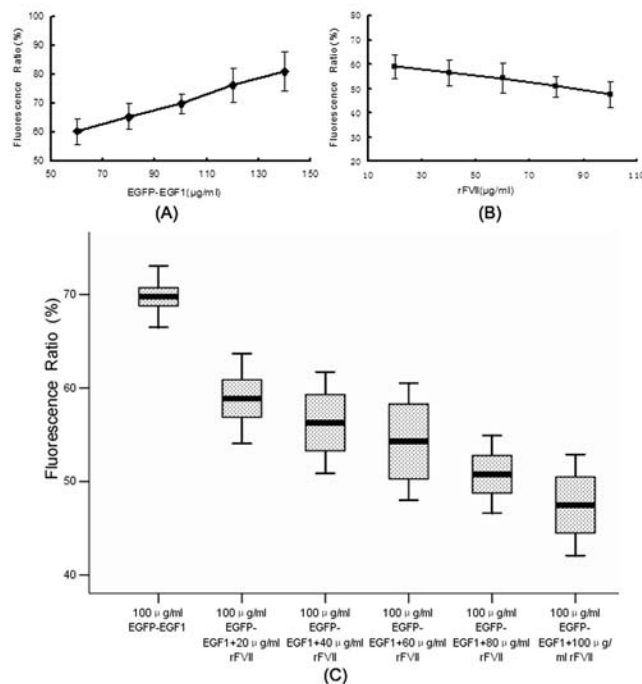 Fluorescence Ratio (%)
100
90
80
70
60
50
50
70
90
110
130
150
EGFP-EGF1(μg/ml)
(A)
Fluorescence Ratio (%)
90
80
70
60
50
40
30
20
10
30
50
70
90
110
rFVII(μg/ml)
(B)
Fluorescence Ratio (%)
70
60
50
40
100 μ g/ml
EGFP-EGF1
100 μ g/ml
EGFP-
EGF1+20 μ g/ml
rFVII
100 μ g/ml
EGFP-
EGF1+40 μ g/ml
rFVII
100 μ g/ml
EGFP-
EGF1+60 μ g/ml
rFVII
100 μ g/ml
EGFP-
EGF1+80 μ g/ml
rFVII
100 μ g/ml
EGFP-
EGF1+100 μ g/
ml rFVII
(C)